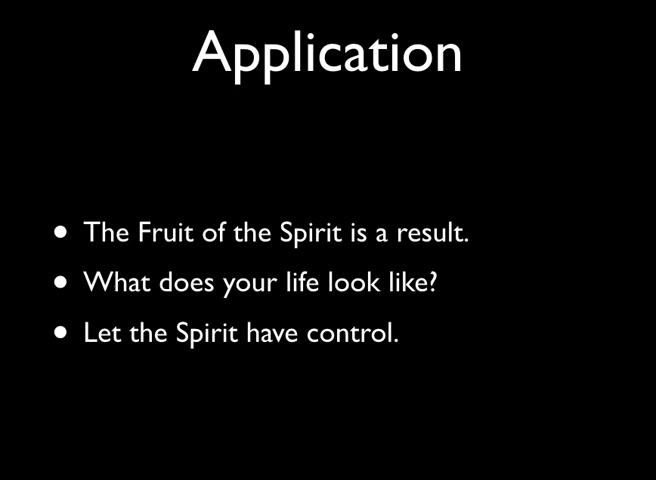 Application
• The Fruit of the Spirit is a result.
• What does your life look like?
• Let the Spirit have control.